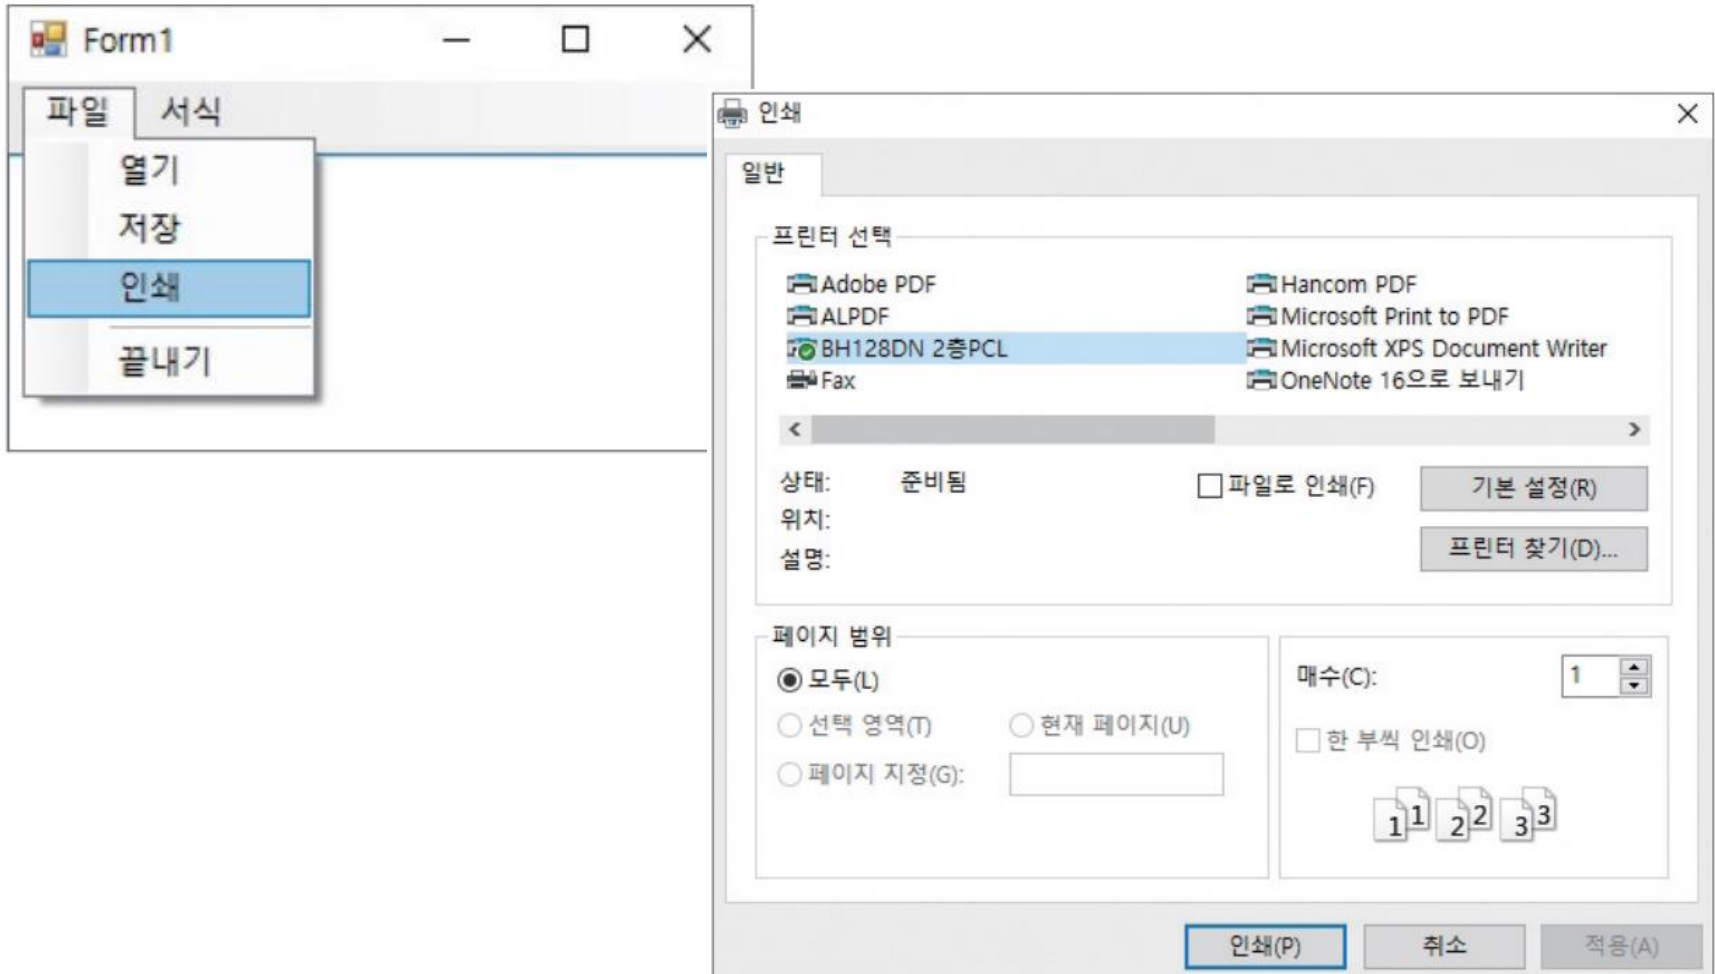 Form1
파일 서식
열기
저장
인쇄
끝내기
인쇄
일반
프린터 선택
Adobe PDF Hancom PDF
ALPDF Microsoft Print to PDF
BH128DN 2층PCL Microsoft XPS Document Writer
Fax OneNote 16으로 보내기
상태: 준비됨 파일로 인쇄(F) 기본 설정(R)
위치:
설명: 프린터 찾기(D)...
페이지 범위
모두(L) 매수(C): 1
선택 영역(T) 현재 페이지(U) 한 부씩 인쇄(O)
페이지 지정(G):
1 1 2 2 3 3
인쇄(P) 취소 적용(A)